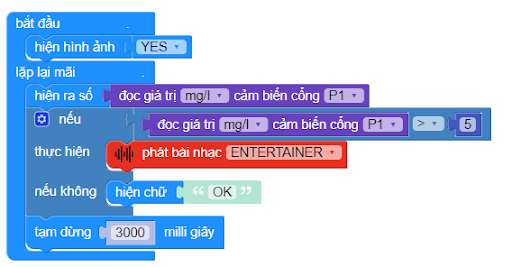 bắt đầu
hiện hình ảnh YES
lặp lại mãi
hiện ra số đọc giá trị mg/l cảm biến cổng P1
nếu đọc giá trị mg/l cảm biến cổng P1 > 5
thực hiện phát bài nhạc ENTERTAINER
nếu không hiện chữ “ OK ”
tạm dừng 3000 milli giây